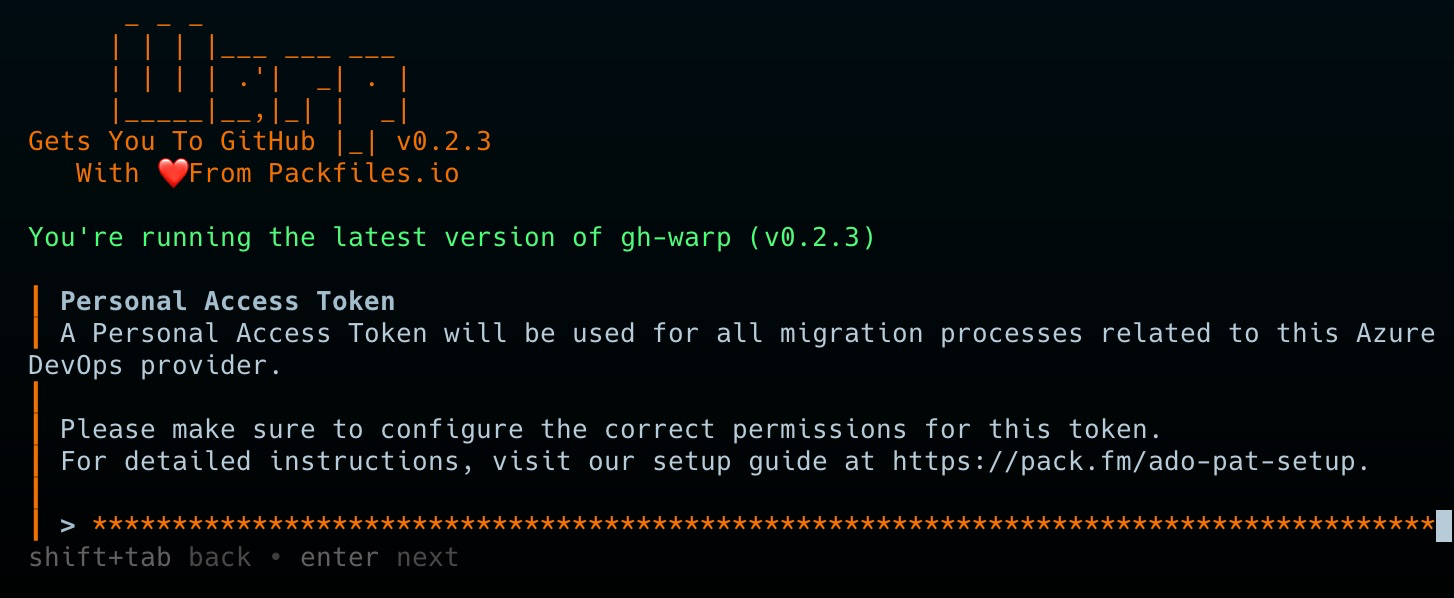 _ _ _
| | | |___ ___ ___
| | | | .'|  _| . |
|_____|__,|_| |  _|
Gets You To GitHub |_| v0.2.3
With ❤️From Packfiles.io
You're running the latest version of gh-warp (v0.2.3)
Personal Access Token
A Personal Access Token will be used for all migration processes related to this Azure
DevOps provider.
Please make sure to configure the correct permissions for this token.
For detailed instructions, visit our setup guide at https://pack.fm/ado-pat-setup.
> ************************************************************************************
shift+tab back • enter next